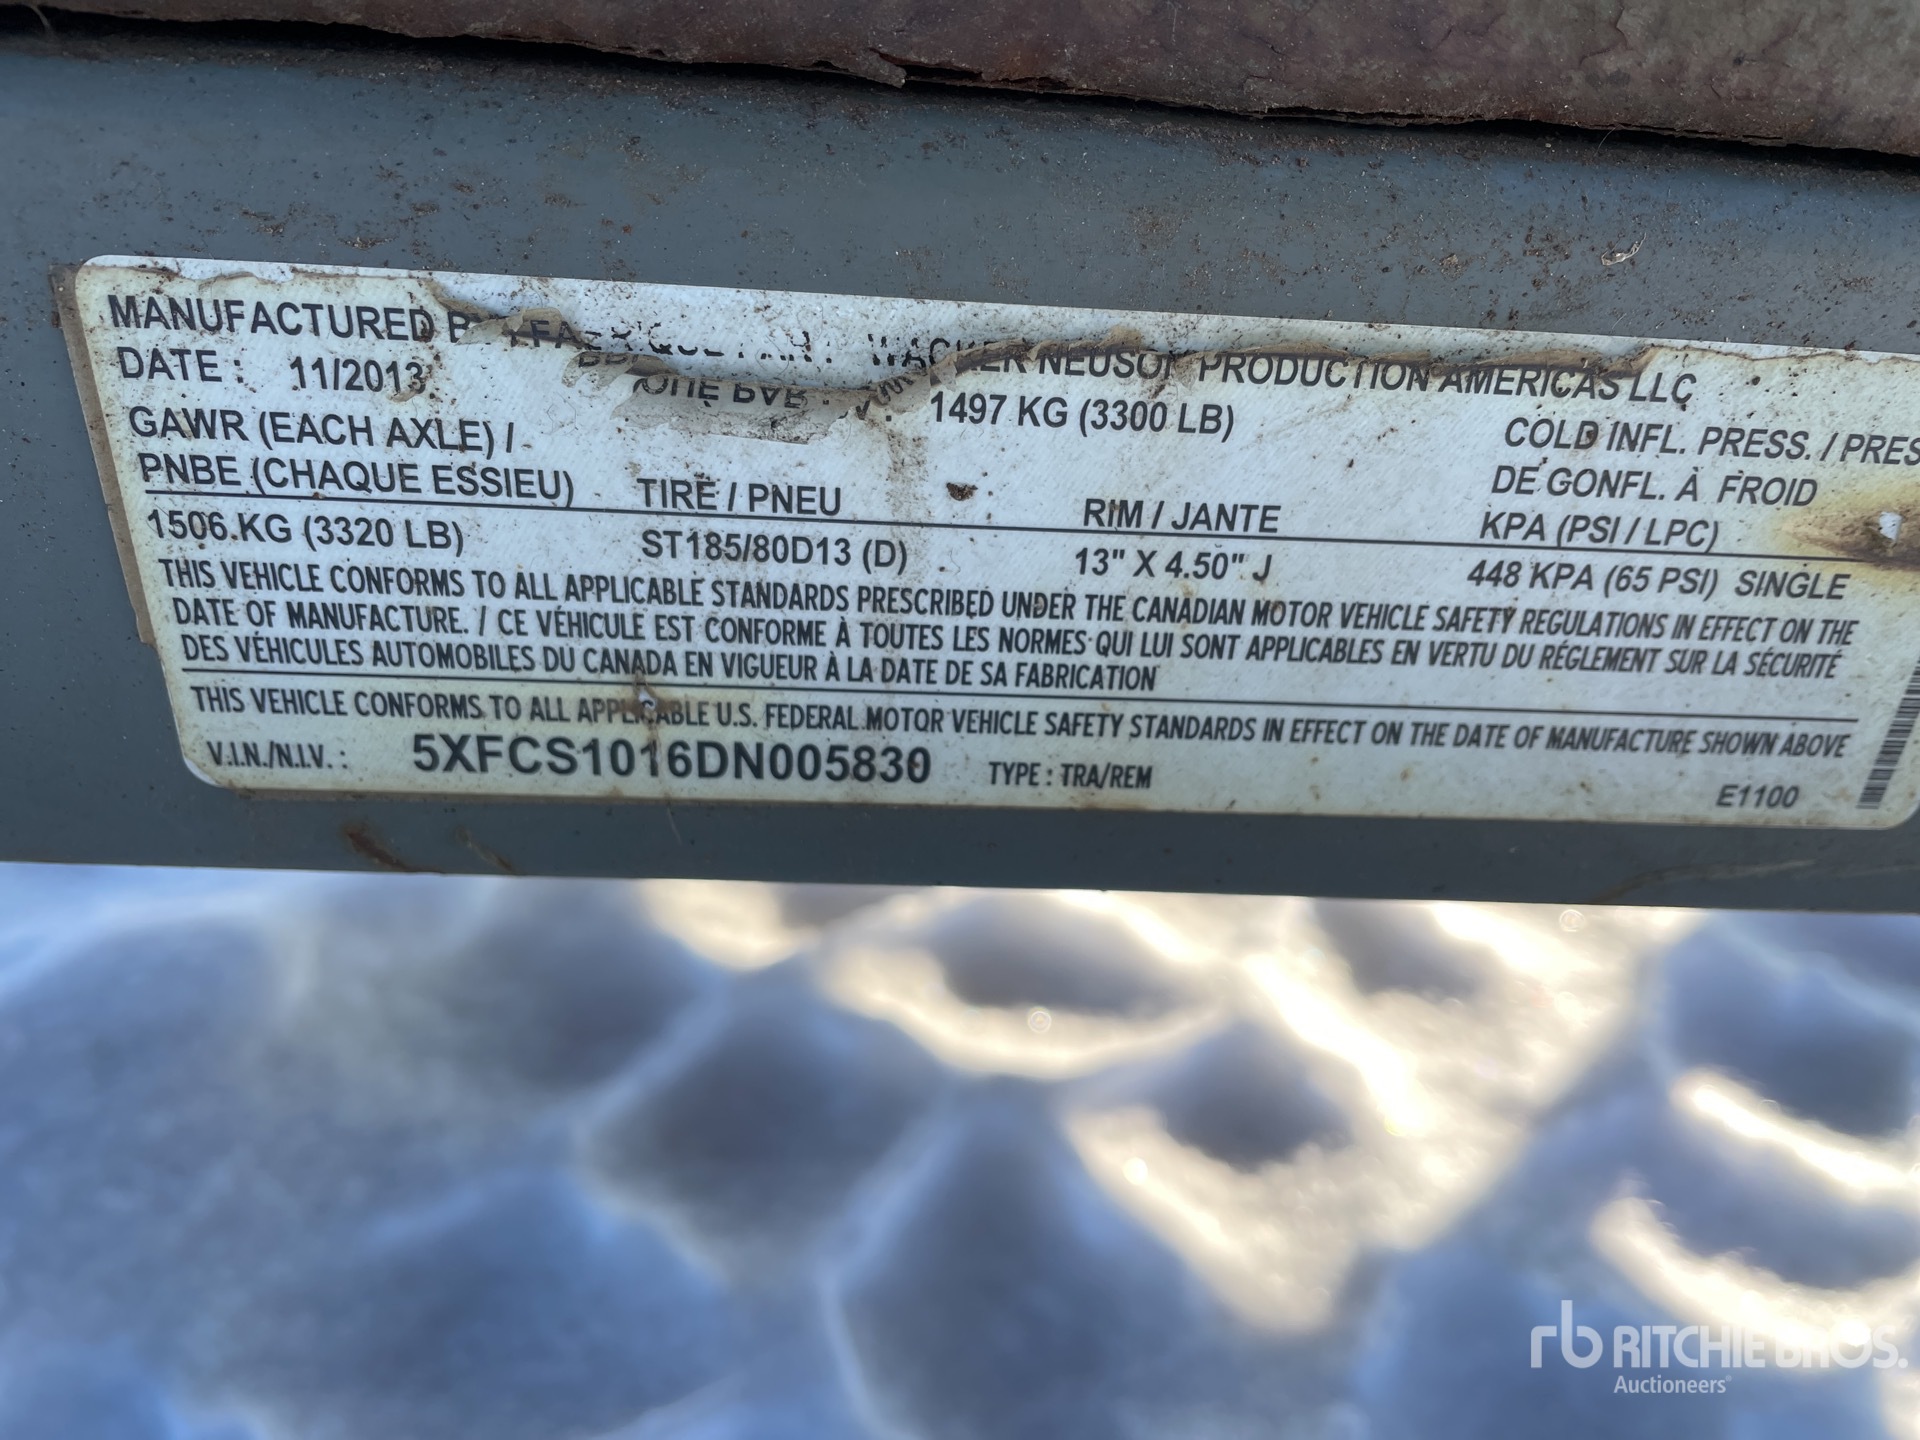 MANUFACTURED WACKER NEUSON PRODUCTION AMERICAS LLC
DATE : 11/2013 1497 KG (3300 LB)
GAWR (EACH AXLE) / COLD INFL. PRESS. / PRES
PNBE (CHAQUE ESSIEU) TIRE / PNEU RIM / JANTE DE GONFL. À FROID
KPA (PSI / LPC)
1506 KG (3320 LB) ST185/80D13 (D) 13" X 4.50" J 448 KPA (65 PSI) SINGLE
THIS VEHICLE CONFORMS TO ALL APPLICABLE STANDARDS PRESCRIBED UNDER THE CANADIAN MOTOR VEHICLE SAFETY REGULATIONS IN EFFECT ON THE
DATE OF MANUFACTURE. / CE VÉHICULE EST CONFORME À TOUTES LES NORMES QUI LUI SONT APPLICABLES EN VERTU DU RÉGLEMENT SUR LA SÉCURITÉ
DES VÉHICULES AUTOMOBILES DU CANADA EN VIGUEUR À LA DATE DE SA FABRICATION
THIS VEHICLE CONFORMS TO ALL APPLICABLE U.S. FEDERAL MOTOR VEHICLE SAFETY STANDARDS IN EFFECT ON THE DATE OF MANUFACTURE SHOWN ABOVE
V.I.N./N.I.V. : 5XFCS1016DN005830 TYPE : TRA/REM
E1100
rb RITCHIE BROS.
Auctioneers